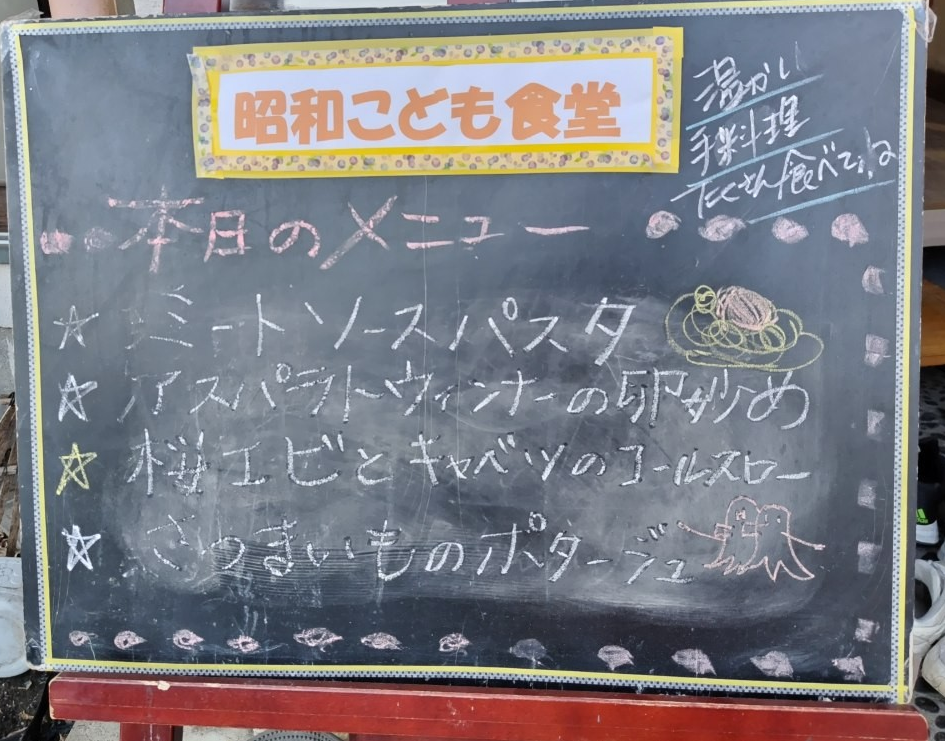 昭和こども食堂
温かい
手料理
たくさん食べてね
本日のメニュー
☆ ミートソースパスタ
☆ アスパラトウィンナーの卵炒め
☆ 桜エビとキャベツのコールスロー
☆ さつまいものポタージュ